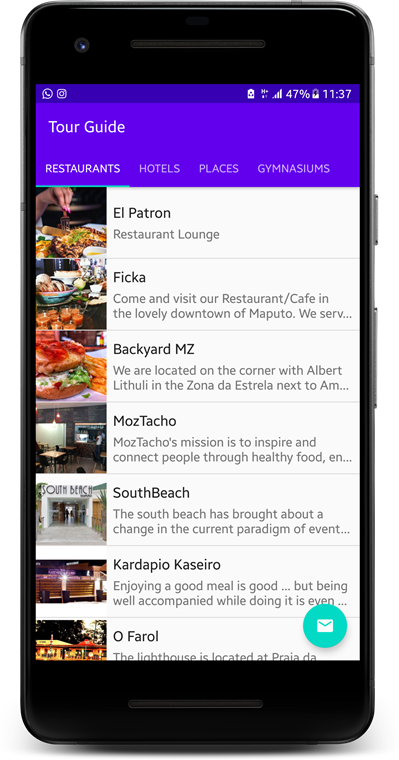 47% 11:37
Tour Guide
RESTAURANTS HOTELS PLACES GYMNASIUMS
El Patron
Restaurant Lounge
Ficka
Come and visit our Restaurant/Cafe in
the lovely downtown of Maputo. We serv...
Backyard MZ
We are located on the corner with Albert
Lithuli in the Zona da Estrela next to Am...
MozTacho
MozTacho's mission is to inspire and
connect people through healthy food, en...
SOUTH BEACH
SouthBeach
The south beach has brought about a
change in the current paradigm of event...
Kardapio Kaseiro
Enjoying a good meal is good ... but being
well accompanied while doing it is even ...
O Farol
The lighthouse is located at Praia da